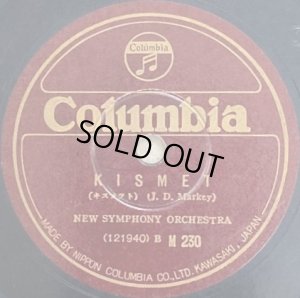 Columbia
Columbia
SOLD OUT
KISMET
(キスメット) (J. D. Markey)
NEW SYMPHONY ORCHESTRA
(121940) B M 230
MADE BY NIPPON COLUMBIA CO., LTD. KAWASAKI, JAPAN